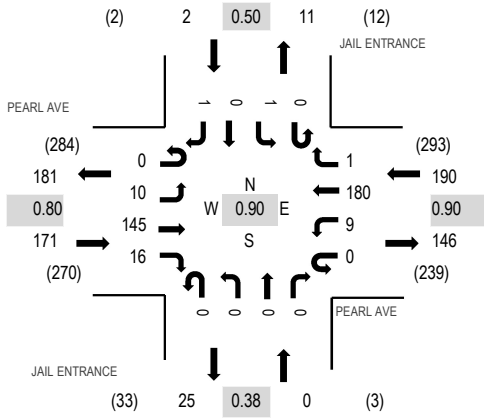 (2) 2 0.50 11 (12)
JAIL ENTRANCE
PEARL AVE
1 0 1 0
(284) (293)
181 0 1 190
10 N 180
0.80 W 0.90 E 0.90
145 S 9
171 16 0 146
(270) (239)
0 0 0 0
PEARL AVE
JAIL ENTRANCE
(33) 25 0.38 0 (3)